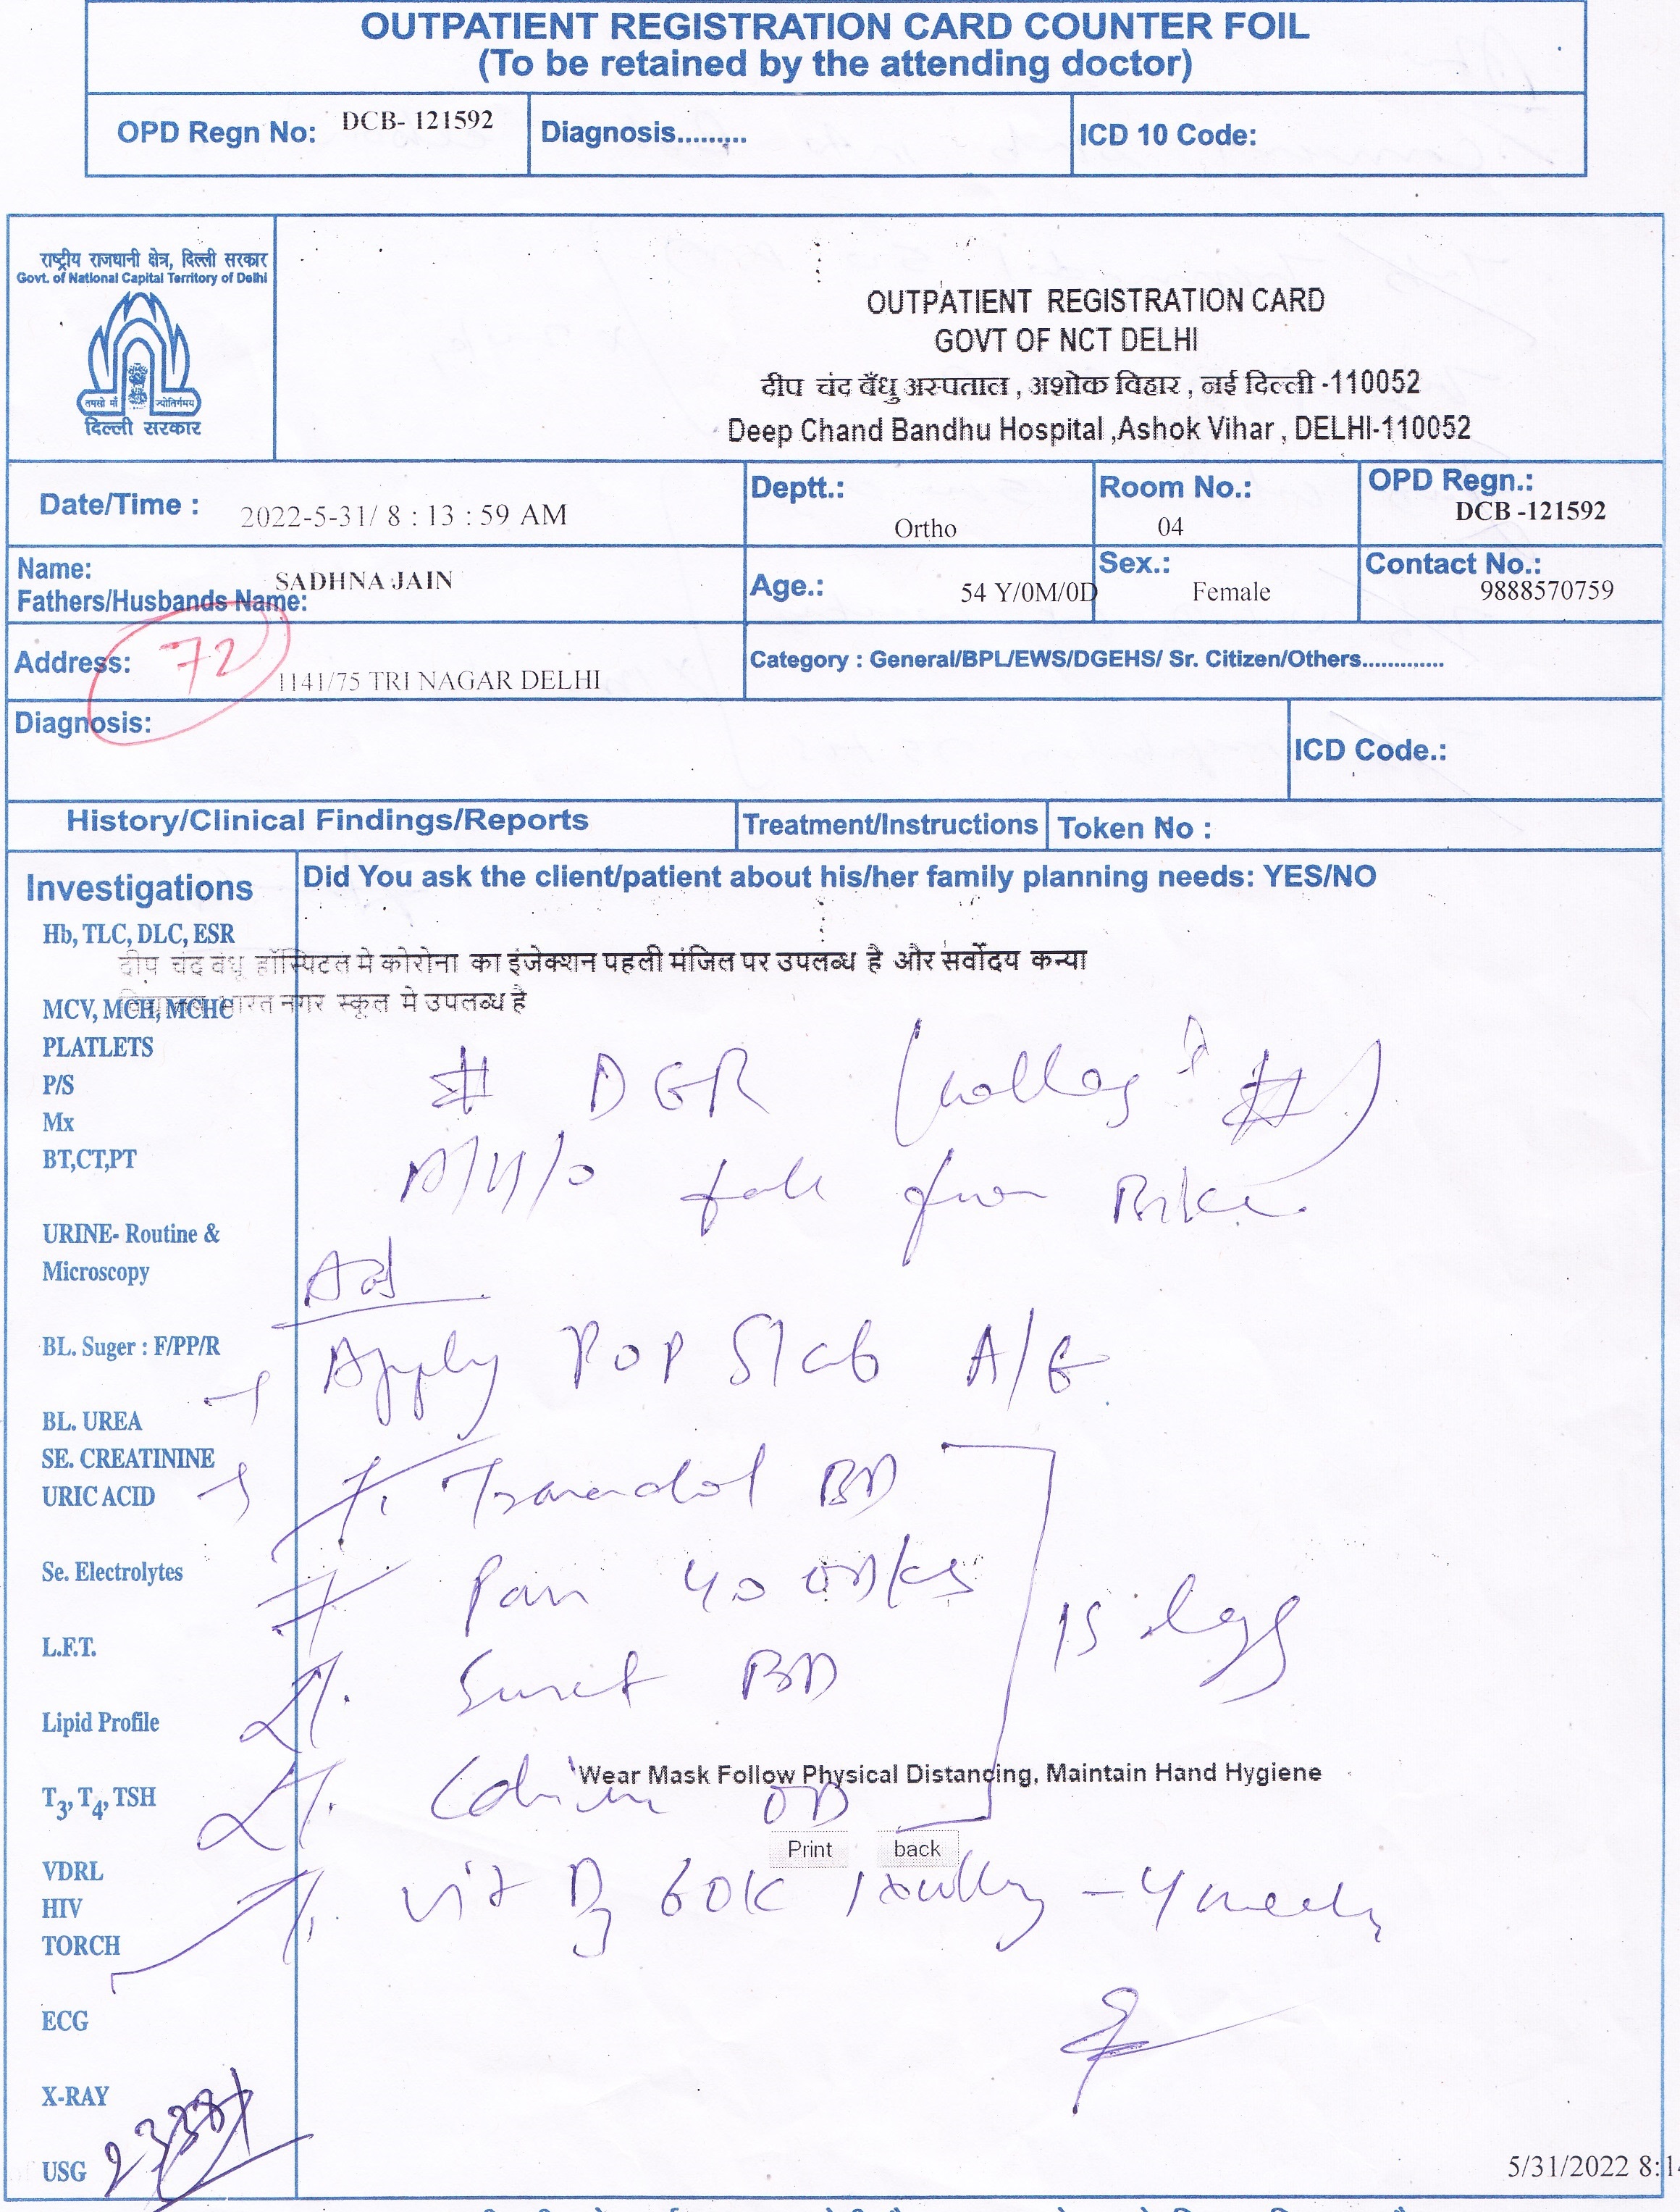 OUTPATIENT REGISTRATION CARD COUNTER FOIL
(To be retained by the attending doctor)
OPD Regn No: DCB- 121592 Diagnosis......... ICD 10 Code:
राष्ट्रीय राजधानी क्षेत्र, दिल्ली सरकार
Govt. of National Capital Territory of Delhi
तमसो मा ज्योतिर्गमय
दिल्ली सरकार
OUTPATIENT REGISTRATION CARD
GOVT OF NCT DELHI
दीप चंद बँधु अस्पताल , अशोक विहार , नई दिल्ली -110052
Deep Chand Bandhu Hospital ,Ashok Vihar , DELHI-110052
Date/Time : 2022-5-31/ 8 : 13 : 59 AM Deptt.: Ortho Room No.: 04 OPD Regn.: DCB -121592
Name: SADHNA JAIN
Fathers/Husbands Name: Age.: 54 Y/0M/0D Sex.: Female Contact No.: 9888570759
72
Address: 1141/75 TRI NAGAR DELHI Category : General/BPL/EWS/DGEHS/ Sr. Citizen/Others.............
Diagnosis: ICD Code.:
History/Clinical Findings/Reports Treatment/Instructions Token No :
Investigations Did You ask the client/patient about his/her family planning needs: YES/NO
Hb, TLC, DLC, ESR
दीप चंद बंधू हॉस्पिटल मे कोरोना का इंजेक्शन पहली मंजिल पर उपलब्ध है और सर्वोदय कन्या
विद्यालय भारत नगर स्कूल मे उपलब्ध है
MCV, MCH, MCHC
PLATLETS
P/S
Mx
BT,CT,PT
# DER (Colles #)
H/O fall from Bike
URINE- Routine &
Microscopy
Adv
BL. Suger : F/PP/R
Apply POP Slab A/E
BL. UREA
SE. CREATININE
URIC ACID
T. Tramadol BD
Se. Electrolytes
Pan 40 OD 15 days
L.F.T.
BD
Lipid Profile
Wear Mask Follow Physical Distancing, Maintain Hand Hygiene
T3, T4, TSH
OD
Print back
VDRL
HIV
TORCH
Vit D3 60K - 4 weeks
ECG
X-RAY
USG
5/31/2022 8:1